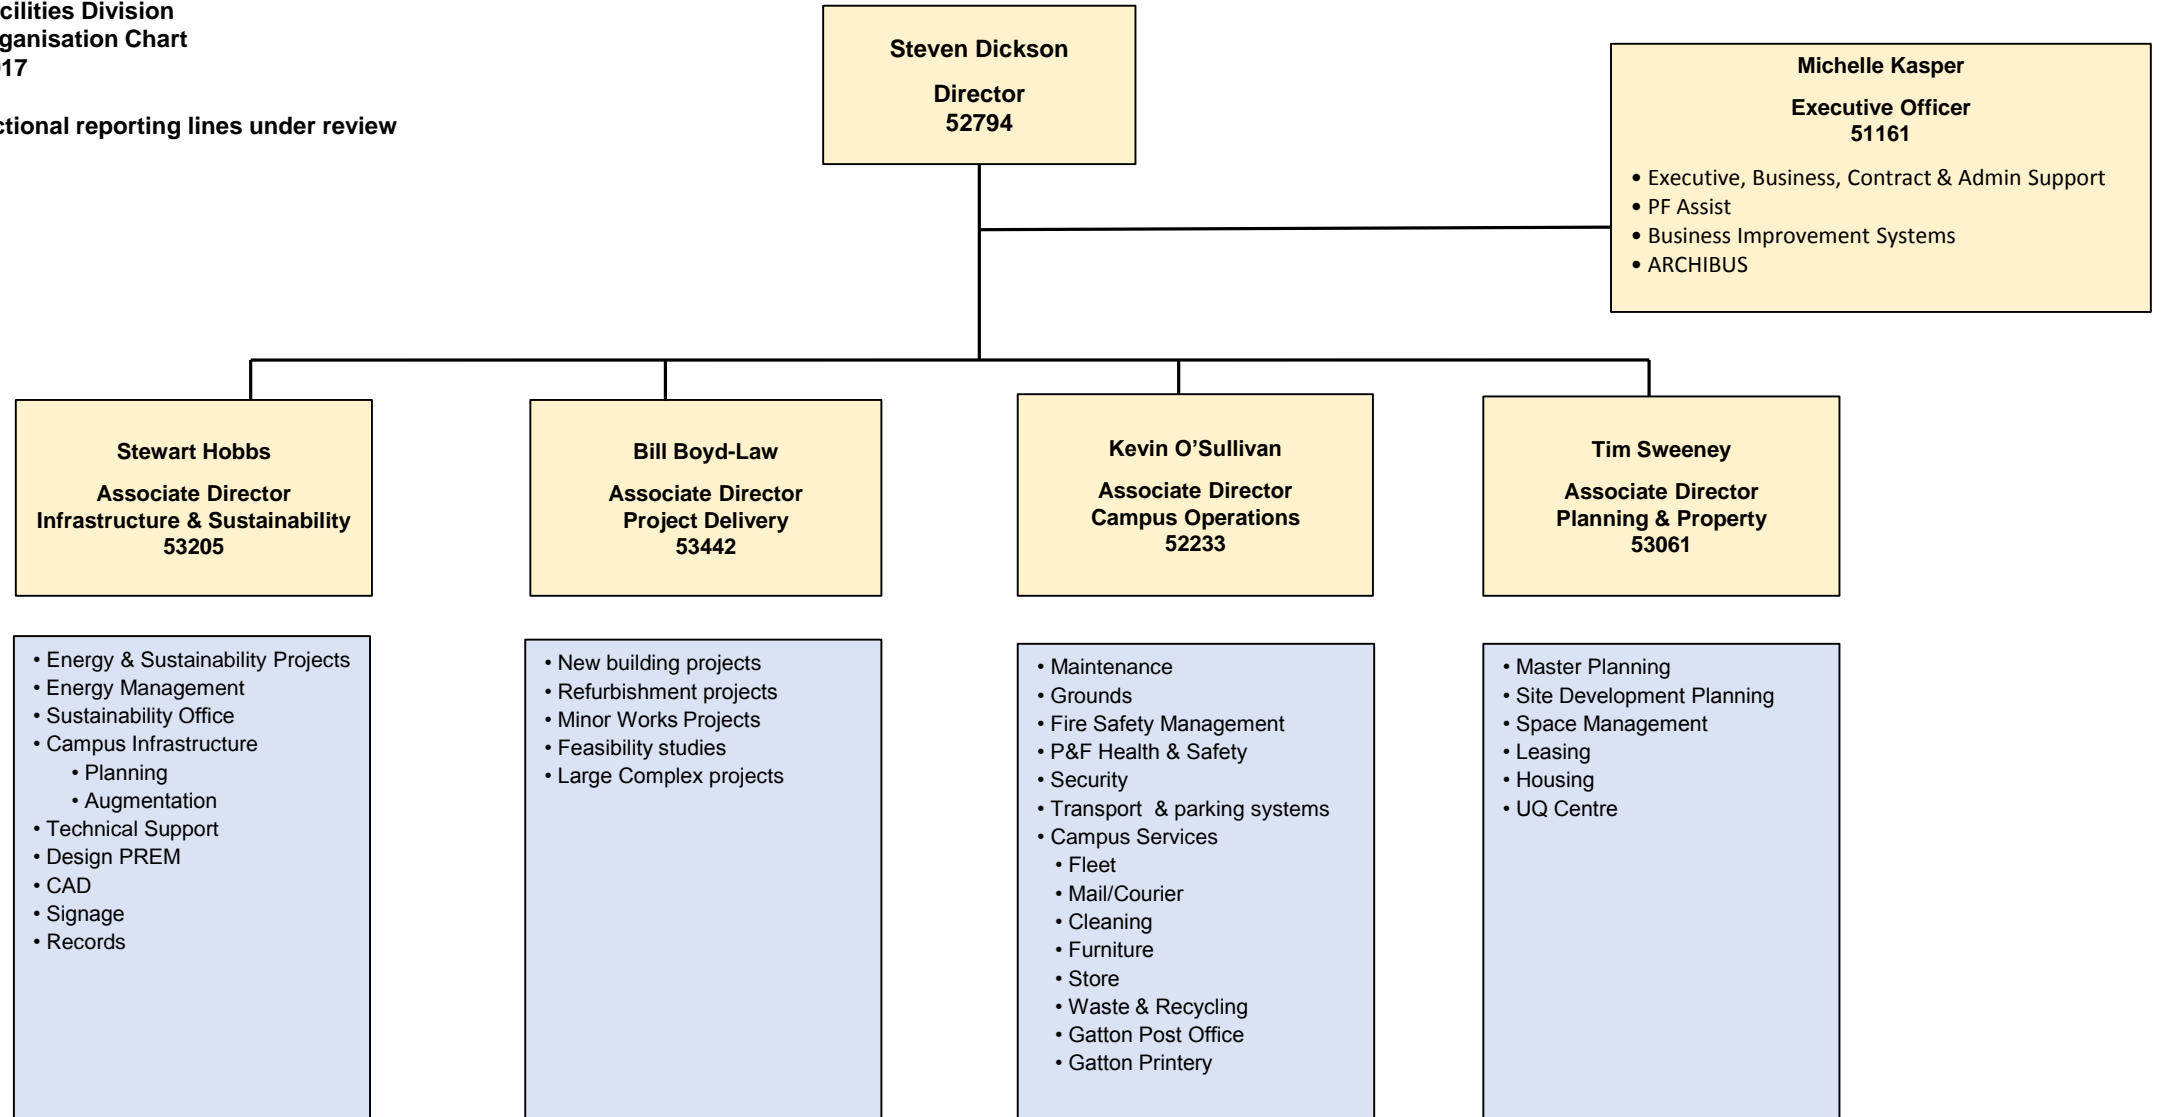 cilities Division
ganisation Chart
17
ctional reporting lines under review
Steven Dickson
Director
52794
Michelle Kasper
Executive Officer
51161
• Executive, Business, Contract & Admin Support
• PF Assist
• Business Improvement Systems
• ARCHIBUS
Stewart Hobbs
Associate Director
Infrastructure & Sustainability
53205
Bill Boyd-Law
Associate Director
Project Delivery
53442
Kevin O’Sullivan
Associate Director
Campus Operations
52233
Tim Sweeney
Associate Director
Planning & Property
53061
• Energy & Sustainability Projects
• Energy Management
• Sustainability Office
• Campus Infrastructure
• Planning
• Augmentation
• Technical Support
• Design PREM
• CAD
• Signage
• Records
• New building projects
• Refurbishment projects
• Minor Works Projects
• Feasibility studies
• Large Complex projects
• Maintenance
• Grounds
• Fire Safety Management
• P&F Health & Safety
• Security
• Transport & parking systems
• Campus Services
• Fleet
• Mail/Courier
• Cleaning
• Furniture
• Store
• Waste & Recycling
• Gatton Post Office
• Gatton Printery
• Master Planning
• Site Development Planning
• Space Management
• Leasing
• Housing
• UQ Centre